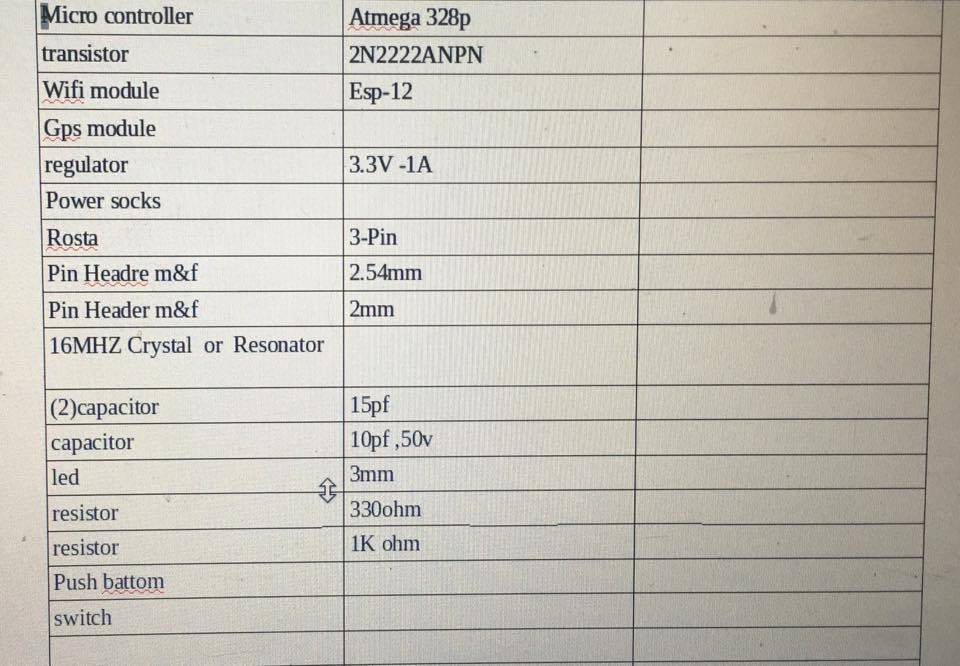 Micro controller Atmega 328p
transistor 2N2222ANPN
Wifi module Esp-12
Gps module
regulator 3.3V -1A
Power socks
Rosta 3-Pin
Pin Headre m&f 2.54mm
Pin Header m&f 2mm
16MHZ Crystal or Resonator
(2)capacitor 15pf
capacitor 10pf ,50v
led 3mm
resistor 330ohm
resistor 1K ohm
Push battom
switch